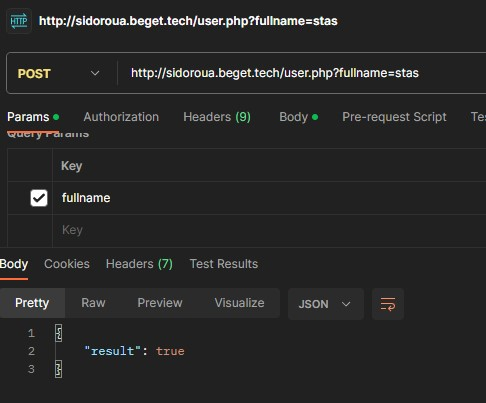 HTTP http://sidoroua.beget.tech/user.php?fullname=stas
POST http://sidoroua.beget.tech/user.php?fullname=stas
Params Authorization Headers (9) Body Pre-request Script Tes
Query Params
Key
fullname
Key
Body Cookies Headers (7) Test Results
Pretty Raw Preview Visualize JSON
1 {
2 "result": true
3 }